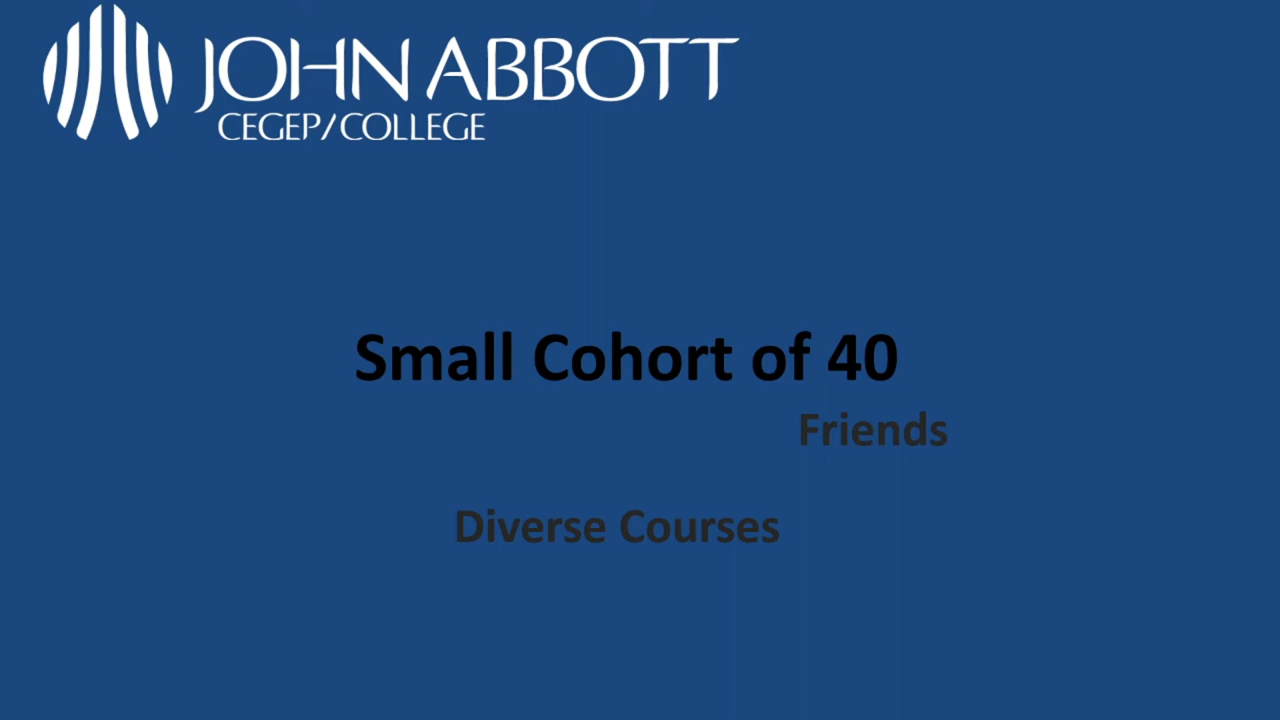 JOHN ABBOTT
CEGEP/COLLEGE
Small Cohort of 40
Friends
Diverse Courses